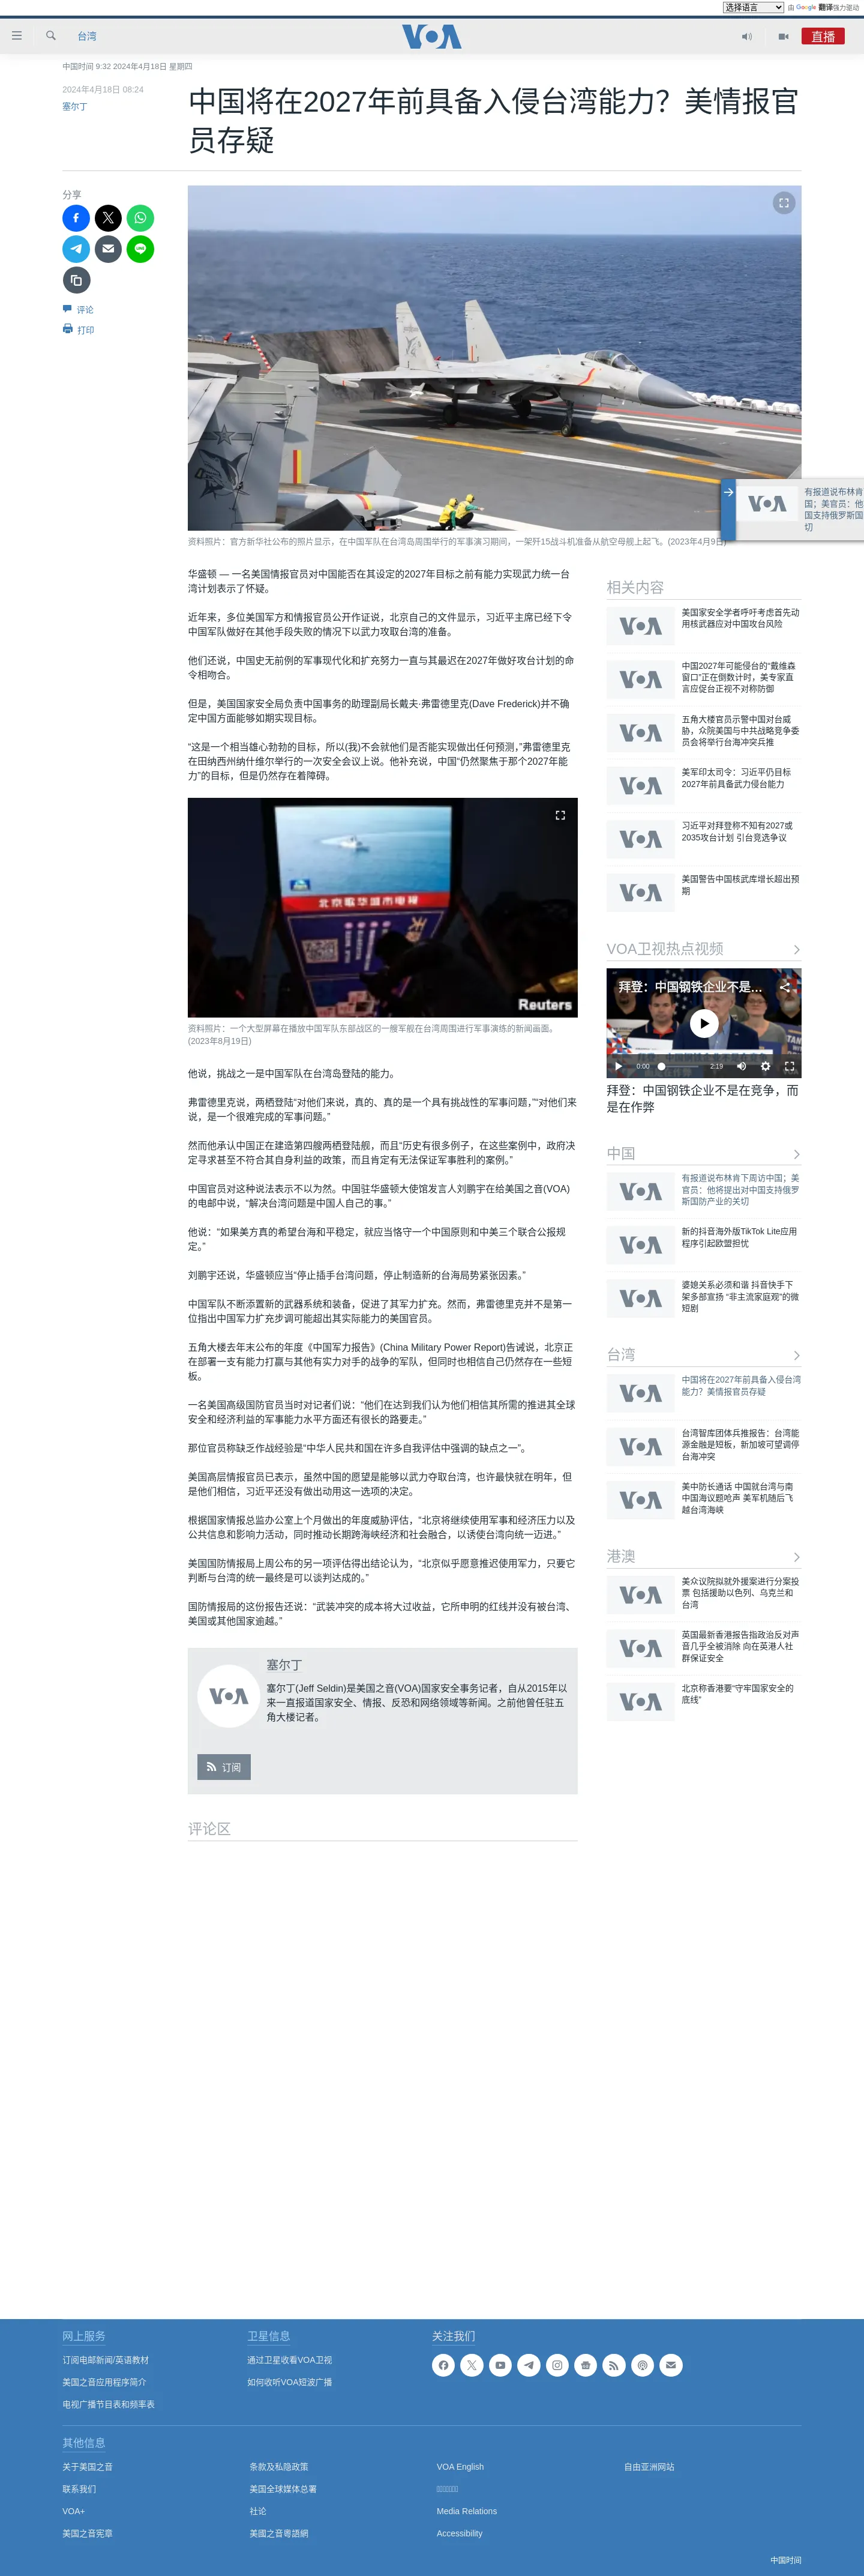 选择语言
由 Google 翻译强力驱动
台湾
VOA
直播
中国时间 9:32 2024年4月18日 星期四
2024年4月18日 08:24
塞尔丁
中国将在2027年前具备入侵台湾能力？美情报官
员存疑
分享
评论
打印
资料照片：官方新华社公布的照片显示，在中国军队在台湾岛周围举行的军事演习期间，一架歼15战斗机准备从航空母舰上起飞。(2023年4月9日)
VOA
有报道说布林肯
国；美官员：他
国支持俄罗斯国
切
华盛顿 — 一名美国情报官员对中国能否在其设定的2027年目标之前有能力实现武力统一台
湾计划表示了怀疑。
近年来，多位美国军方和情报官员公开作证说，北京自己的文件显示，习近平主席已经下令
中国军队做好在其他手段失败的情况下以武力攻取台湾的准备。
他们还说，中国史无前例的军事现代化和扩充努力一直与其最迟在2027年做好攻台计划的命
令相吻合。
但是，美国国家安全局负责中国事务的助理副局长戴夫·弗雷德里克(Dave Frederick)并不确
定中国方面能够如期实现目标。
“这是一个相当雄心勃勃的目标，所以(我)不会就他们是否能实现做出任何预测，”弗雷德里克
在田纳西州纳什维尔举行的一次安全会议上说。他补充说，中国“仍然聚焦于那个2027年能
力”的目标，但是仍然存在着障碍。
北京歌华城市电视
Reuters
资料照片：一个大型屏幕在播放中国军队东部战区的一艘军舰在台湾周围进行军事演练的新闻画面。
(2023年8月19日)
他说，挑战之一是中国军队在台湾岛登陆的能力。
弗雷德里克说，两栖登陆“对他们来说，真的、真的是一个具有挑战性的军事问题，”“对他们来
说，是一个很难完成的军事问题。”
然而他承认中国正在建造第四艘两栖登陆舰，而且“历史有很多例子，在这些案例中，政府决
定寻求甚至不符合其自身利益的政策，而且肯定有无法保证军事胜利的案例。”
中国官员对这种说法表示不以为然。中国驻华盛顿大使馆发言人刘鹏宇在给美国之音(VOA)
的电邮中说，“解决台湾问题是中国人自己的事。”
他说：“如果美方真的希望台海和平稳定，就应当恪守一个中国原则和中美三个联合公报规
定。”
刘鹏宇还说，华盛顿应当“停止插手台湾问题，停止制造新的台海局势紧张因素。”
中国军队不断添置新的武器系统和装备，促进了其军力扩充。然而，弗雷德里克并不是第一
位指出中国军力扩充步调可能超出其实际能力的美国官员。
五角大楼去年末公布的年度《中国军力报告》(China Military Power Report)告诫说，北京正
在部署一支有能力打赢与其他有实力对手的战争的军队，但同时也相信自己仍然存在一些短
板。
一名美国高级国防官员当时对记者们说：“他们在达到我们认为他们相信其所需的推进其全球
安全和经济利益的军事能力水平方面还有很长的路要走。”
那位官员称缺乏作战经验是“中华人民共和国在许多自我评估中强调的缺点之一”。
美国高层情报官员已表示，虽然中国的愿望是能够以武力夺取台湾，也许最快就在明年，但
是他们相信，习近平还没有做出动用这一选项的决定。
根据国家情报总监办公室上个月做出的年度威胁评估，“北京将继续使用军事和经济压力以及
公共信息和影响力活动，同时推动长期跨海峡经济和社会融合，以诱使台湾向统一迈进。”
美国国防情报局上周公布的另一项评估得出结论认为，“北京似乎愿意推迟使用军力，只要它
判断与台湾的统一最终是可以谈判达成的。”
国防情报局的这份报告还说：“武装冲突的成本将大过收益，它所申明的红线并没有被台湾、
美国或其他国家逾越。”
VOA
塞尔丁
塞尔丁(Jeff Seldin)是美国之音(VOA)国家安全事务记者，自从2015年以
来一直报道国家安全、情报、反恐和网络领域等新闻。之前他曾任驻五
角大楼记者。
订阅
评论区
相关内容
VOA
美国家安全学者呼吁考虑首先动
用核武器应对中国攻台风险
VOA
中国2027年可能侵台的“戴维森
窗口”正在倒数计时，美专家直
言应促台正视不对称防御
VOA
五角大楼官员示警中国对台威
胁，众院美国与中共战略竞争委
员会将举行台海冲突兵推
VOA
美军印太司令：习近平仍目标
2027年前具备武力侵台能力
VOA
习近平对拜登称不知有2027或
2035攻台计划 引台竞选争议
VOA
美国警告中国核武库增长超出预
期
VOA卫视热点视频
拜登：中国钢铁企业不是...
0:00
2:19
拜登：中国钢铁企业不是在竞争，而
是在作弊
中国
VOA
有报道说布林肯下周访中国；美
官员：他将提出对中国支持俄罗
斯国防产业的关切
VOA
新的抖音海外版TikTok Lite应用
程序引起欧盟担忧
VOA
婆媳关系必须和谐 抖音快手下
架多部宣扬 “非主流家庭观”的微
短剧
台湾
VOA
中国将在2027年前具备入侵台湾
能力？美情报官员存疑
VOA
台湾智库团体兵推报告：台湾能
源金融是短板，新加坡可望调停
台海冲突
VOA
美中防长通话 中国就台湾与南
中国海议题呛声 美军机随后飞
越台湾海峡
港澳
VOA
美众议院拟就外援案进行分案投
票 包括援助以色列、乌克兰和
台湾
VOA
英国最新香港报告指政治反对声
音几乎全被消除 向在英港人社
群保证安全
VOA
北京称香港要“守牢国家安全的
底线”
网上服务
订阅电邮新闻/英语教材
美国之音应用程序简介
电视广播节目表和频率表
卫星信息
通过卫星收看VOA卫视
如何收听VOA短波广播
关注我们
其他信息
关于美国之音
联系我们
VOA+
美国之音宪章
条款及私隐政策
美国全球媒体总署
社论
美國之音粵語網
VOA English
Media Relations
Accessibility
自由亚洲网站
中国时间